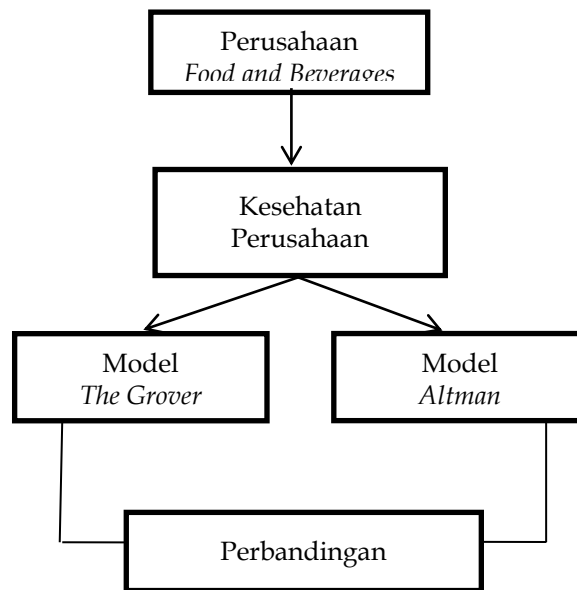 Perusahaan
Food and Beverages
Kesehatan
Perusahaan
Model
The Grover
Model
Altman
Perbandingan